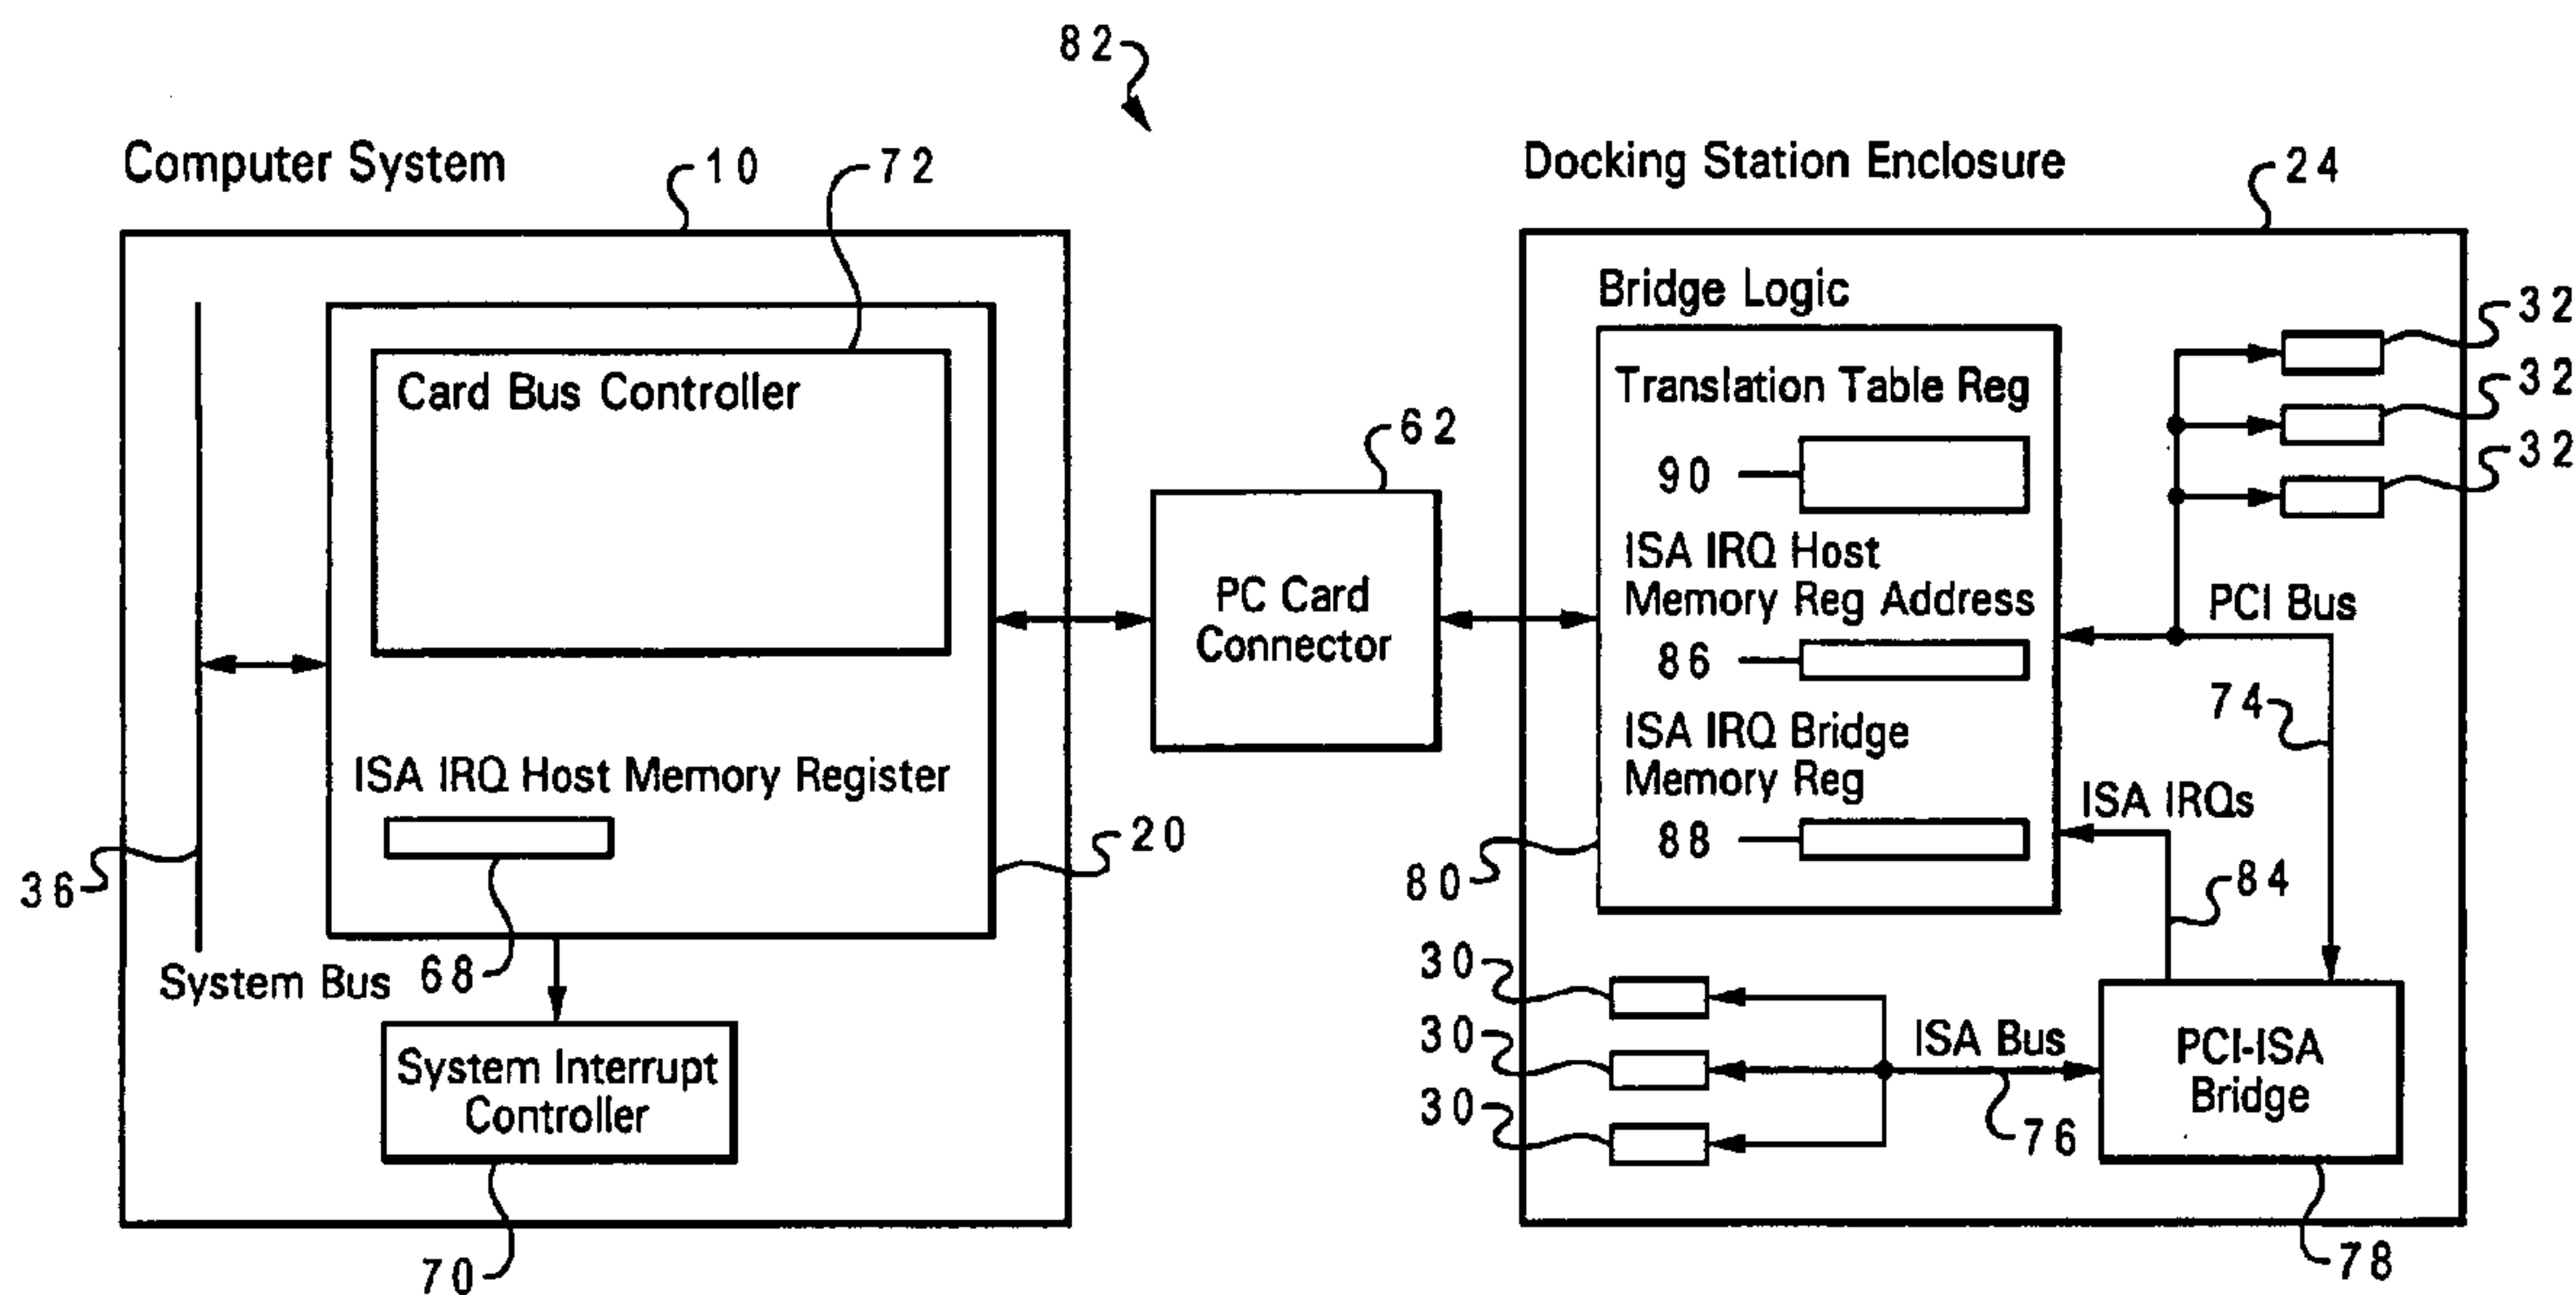 82
Computer System
10
72
Docking Station Enclosure
24
Card Bus Controller
ISA IRQ Host Memory Register
68
20
36
System Bus
System Interrupt
Controller
70
62
PC Card
Connector
Bridge Logic
Translation Table Reg
90
ISA IRQ Host
Memory Reg Address
86
ISA IRQ Bridge
Memory Reg
88
80
32
32
32
PCI Bus
74
ISA IRQs
84
30
30
30
ISA Bus
76
PCI-ISA
Bridge
78